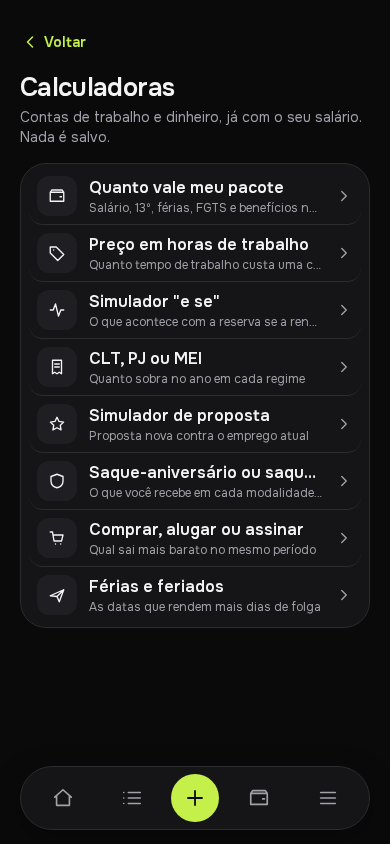 Voltar
Calculadoras
Contas de trabalho e dinheiro, já com o seu salário.
Nada é salvo.
Quanto vale meu pacote
Salário, 13º, férias, FGTS e benefícios n...
Preço em horas de trabalho
Quanto tempo de trabalho custa uma c...
Simulador "e se"
O que acontece com a reserva se a ren...
CLT, PJ ou MEI
Quanto sobra no ano em cada regime
Simulador de proposta
Proposta nova contra o emprego atual
Saque-aniversário ou saqu...
O que você recebe em cada modalidade...
Comprar, alugar ou assinar
Qual sai mais barato no mesmo período
Férias e feriados
As datas que rendem mais dias de folga